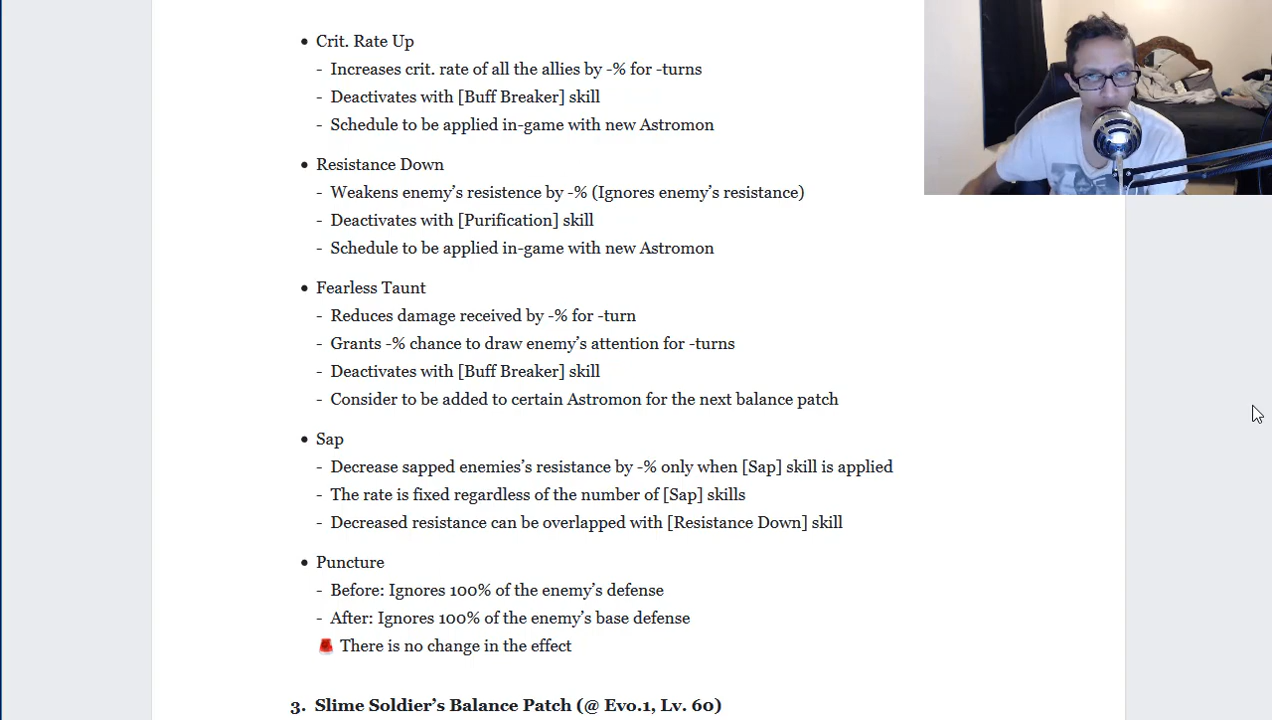 • Crit. Rate Up
- Increases crit. rate of all the allies by -% for -turns
- Deactivates with [Buff Breaker] skill
- Schedule to be applied in-game with new Astromon
• Resistance Down
- Weakens enemy's resistence by -% (Ignores enemy's resistance)
- Deactivates with [Purification] skill
- Schedule to be applied in-game with new Astromon
• Fearless Taunt
- Reduces damage received by -% for -turn
- Grants -% chance to draw enemy's attention for -turns
- Deactivates with [Buff Breaker] skill
- Consider to be added to certain Astromon for the next balance patch
• Sap
- Decrease sapped enemies's resistance by -% only when [Sap] skill is applied
- The rate is fixed regardless of the number of [Sap] skills
- Decreased resistance can be overlapped with [Resistance Down] skill
• Puncture
- Before: Ignores 100% of the enemy's defense
- After: Ignores 100% of the enemy's base defense
There is no change in the effect
3. Slime Soldier's Balance Patch (@ Evo.1, Lv. 60)